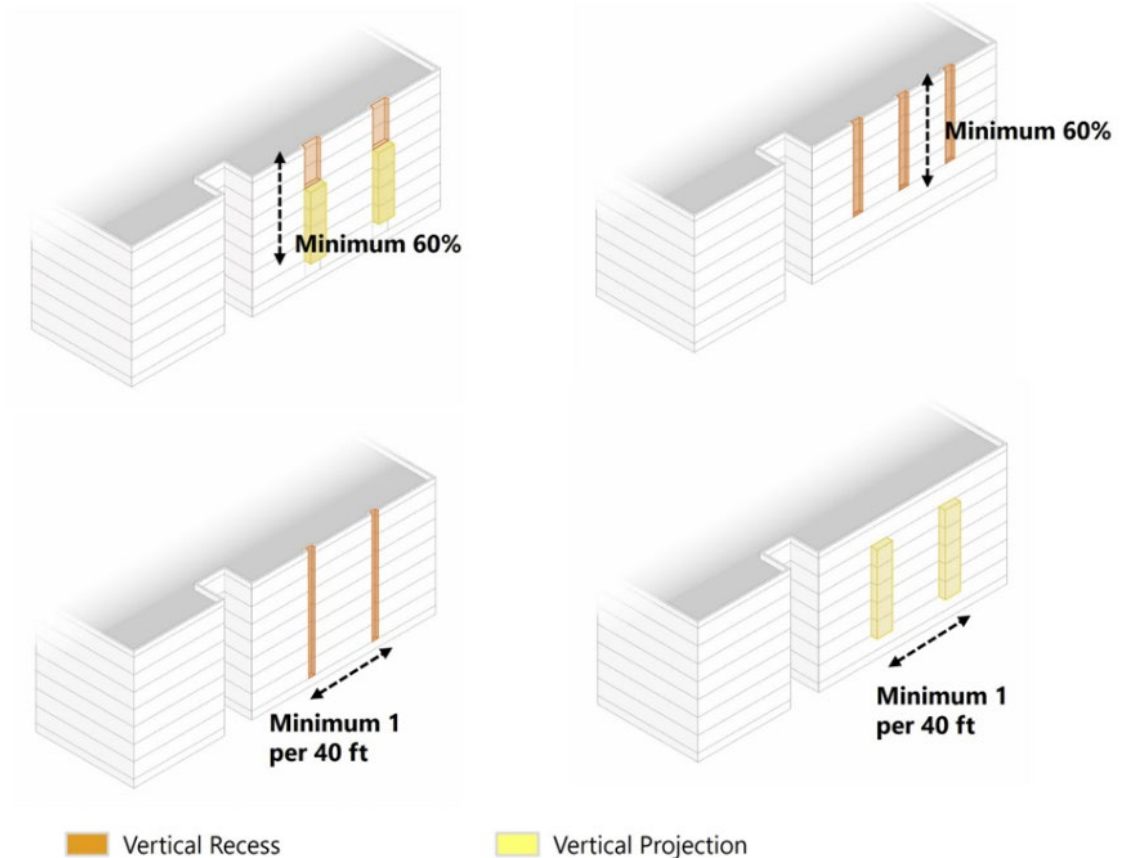 Minimum 60%
Minimum 60%
Minimum 1
per 40 ft
Minimum 1
per 40 ft
Vertical Recess
Vertical Projection